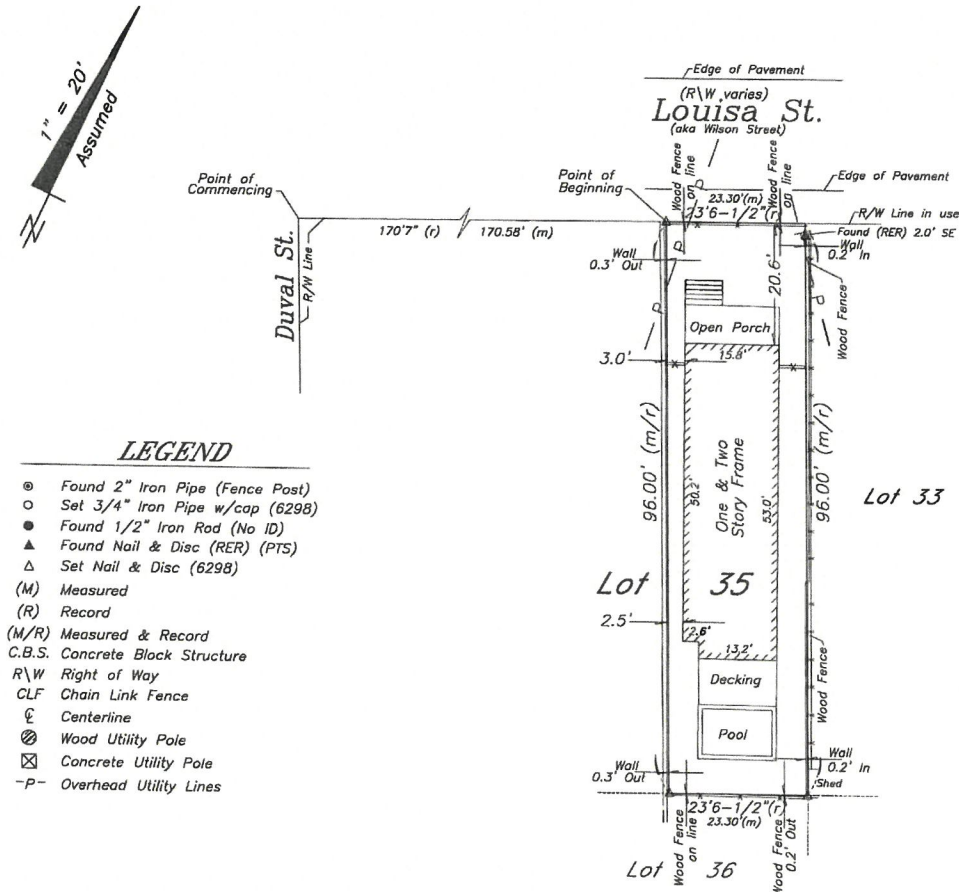 1" = 20'
Assumed
N
Edge of Pavement
(R\W varies)
Louisa St.
(aka Wilson Street)
Point of
Commencing
Point of
Beginning
Wood Fence
on line
P
Wood Fence
on line
Edge of Pavement
23.30'(m)
23'6-1/2"(r)
R/W Line in use
Found (RER) 2.0' SE
170'7" (r)
170.58' (m)
Duval St.
R/W Line
Wall
0.3' Out
P
20.6'
Wall
0.2' In
P
P
Wood Fence
Open Porch
15.8'
3.0'
96.00' (m/r)
50.2'
One & Two
Story Frame
53.0'
96.00' (m/r)
Lot 33
LEGEND
Found 2" Iron Pipe (Fence Post)
Set 3/4" Iron Pipe w/cap (6298)
Found 1/2" Iron Rod (No ID)
Found Nail & Disc (RER) (PTS)
Set Nail & Disc (6298)
(M) Measured
(R) Record
(M/R) Measured & Record
C.B.S. Concrete Block Structure
R\W Right of Way
CLF Chain Link Fence
℄ Centerline
Wood Utility Pole
Concrete Utility Pole
-P- Overhead Utility Lines
Lot 35
2.5'
2.6'
13.2'
Decking
Wood Fence
Pool
Wall
0.3' Out
Wall
0.2' In
Shed
23'6-1/2"(r)
23.30'(m)
Wood Fence
on line
Wood Fence
0.2' Out
Lot 36